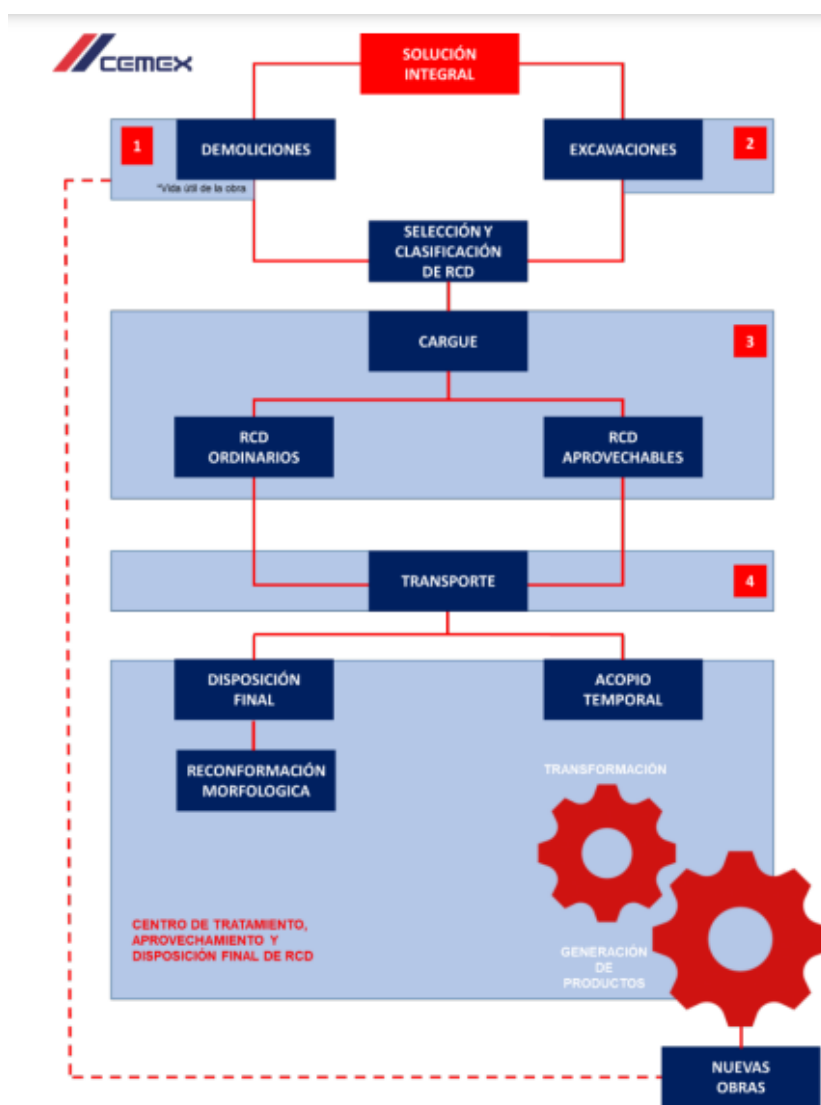 CEMEX
SOLUCIÓN
INTEGRAL
1
DEMOLICIONES
EXCAVACIONES
2
*Vida útil de la obra
SELECCIÓN Y
CLASIFICACIÓN
DE RCD
CARGUE
3
RCD
ORDINARIOS
RCD
APROVECHABLES
TRANSPORTE
4
DISPOSICIÓN
FINAL
ACOPIO
TEMPORAL
RECONFORMACIÓN
MORFOLOGICA
TRANSFORMACIÓN
CENTRO DE TRATAMIENTO,
APROVECHAMIENTO Y
DISPOSICIÓN FINAL DE RCD
GENERACIÓN
DE
PRODUCTOS
NUEVAS
OBRAS